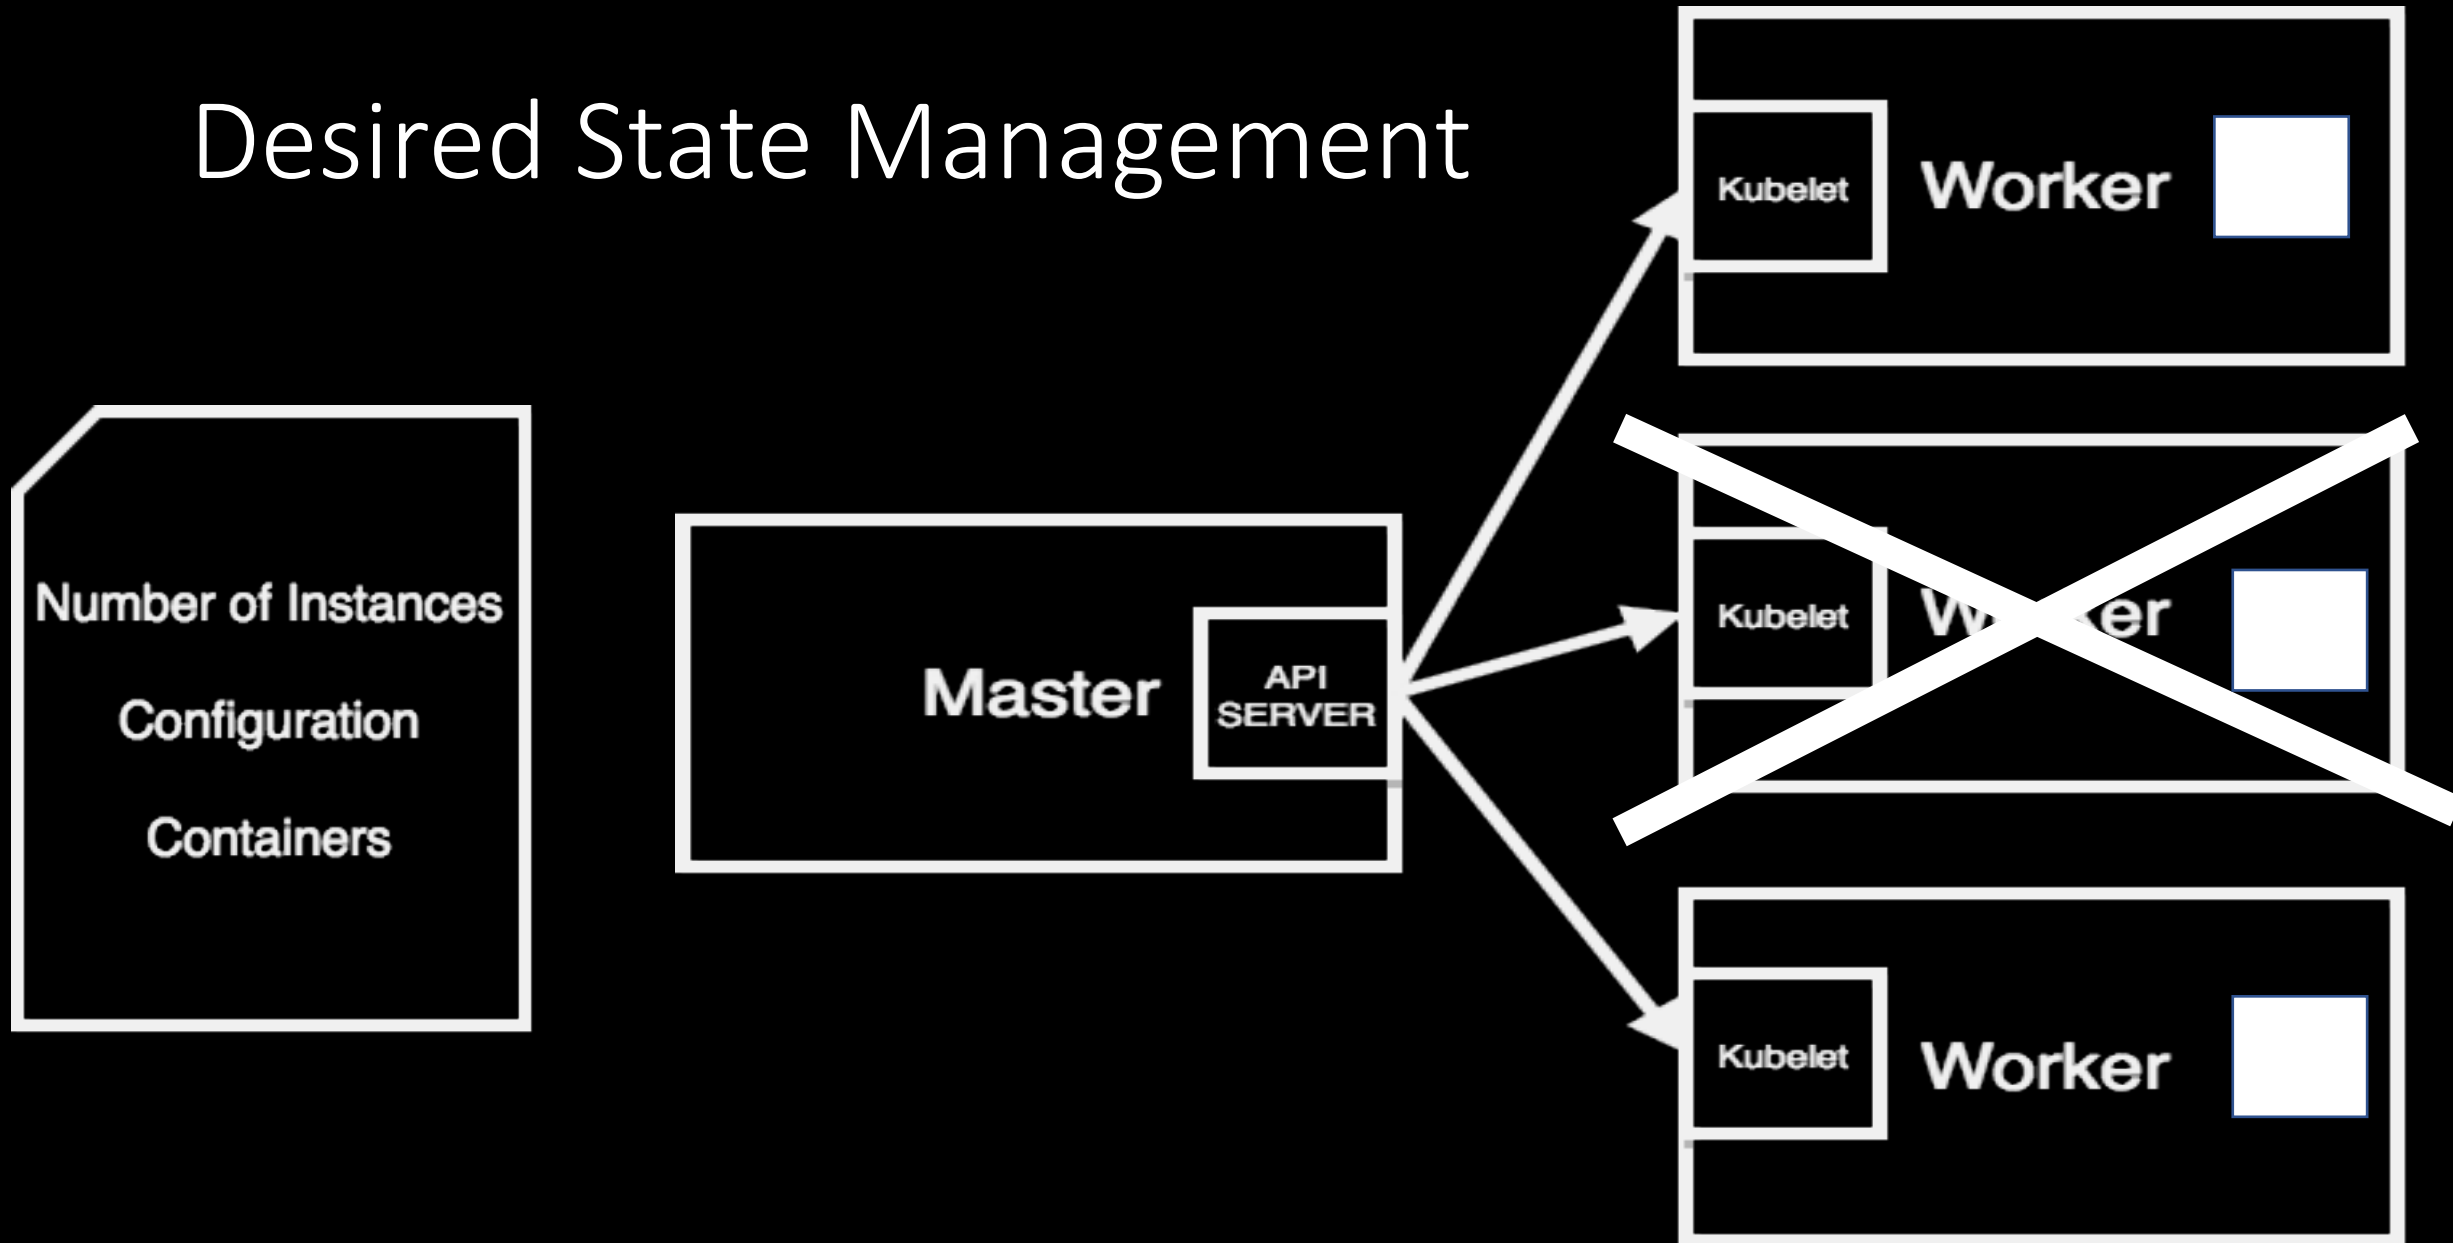 Desired State Management
Number of Instances
Configuration
Containers
Master
API
SERVER
Kubelet
Worker
Kubelet
Kubelet
Worker